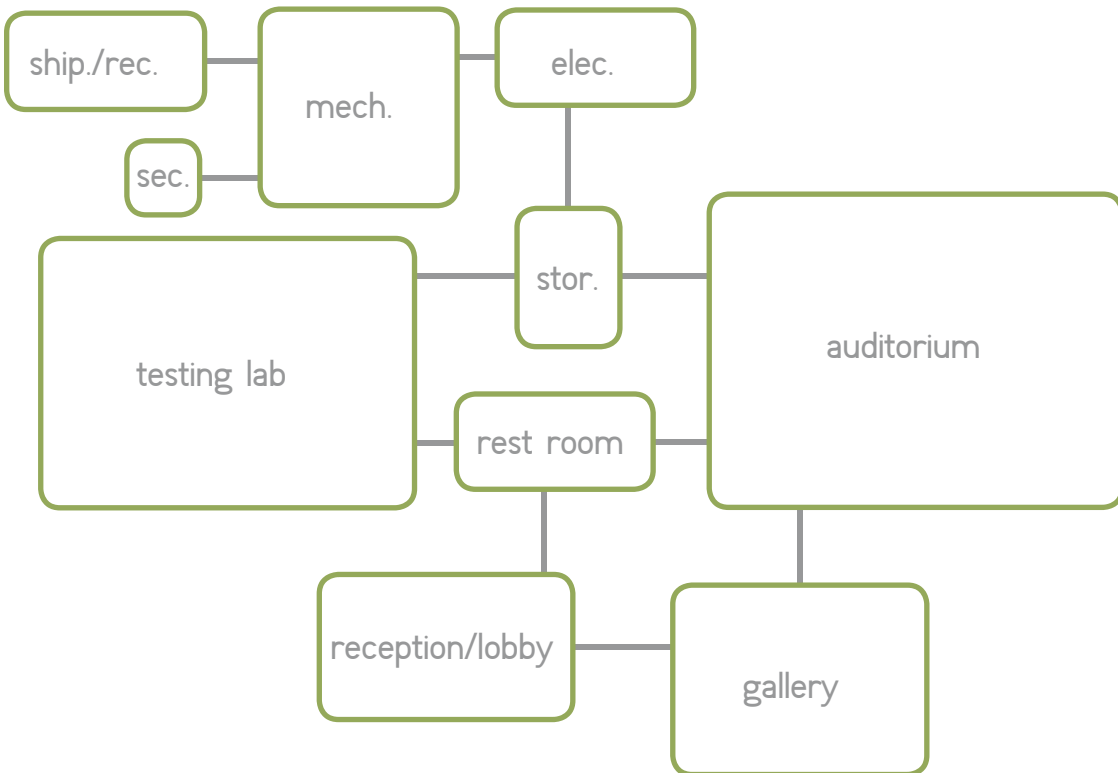 ship./rec.
elec.
mech.
sec.
stor.
auditorium
testing lab
rest room
reception/lobby
gallery